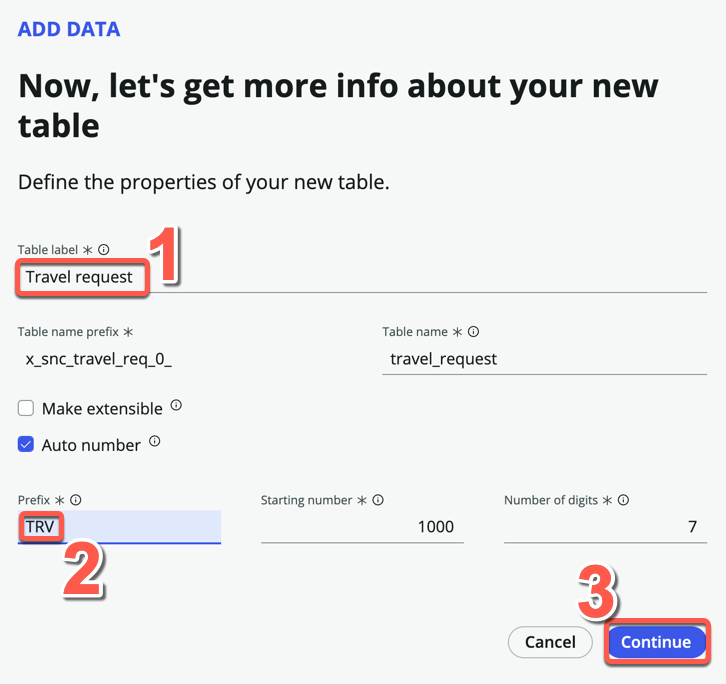 ADD DATA
Now, let's get more info about your new
table
Define the properties of your new table.
Table label *
1
Travel request
Table name prefix *
Table name *
x_snc_travel_req_0_
travel_request
Make extensible
Auto number
Prefix *
Starting number *
Number of digits *
TRV
1000
7
2
3
Cancel
Continue